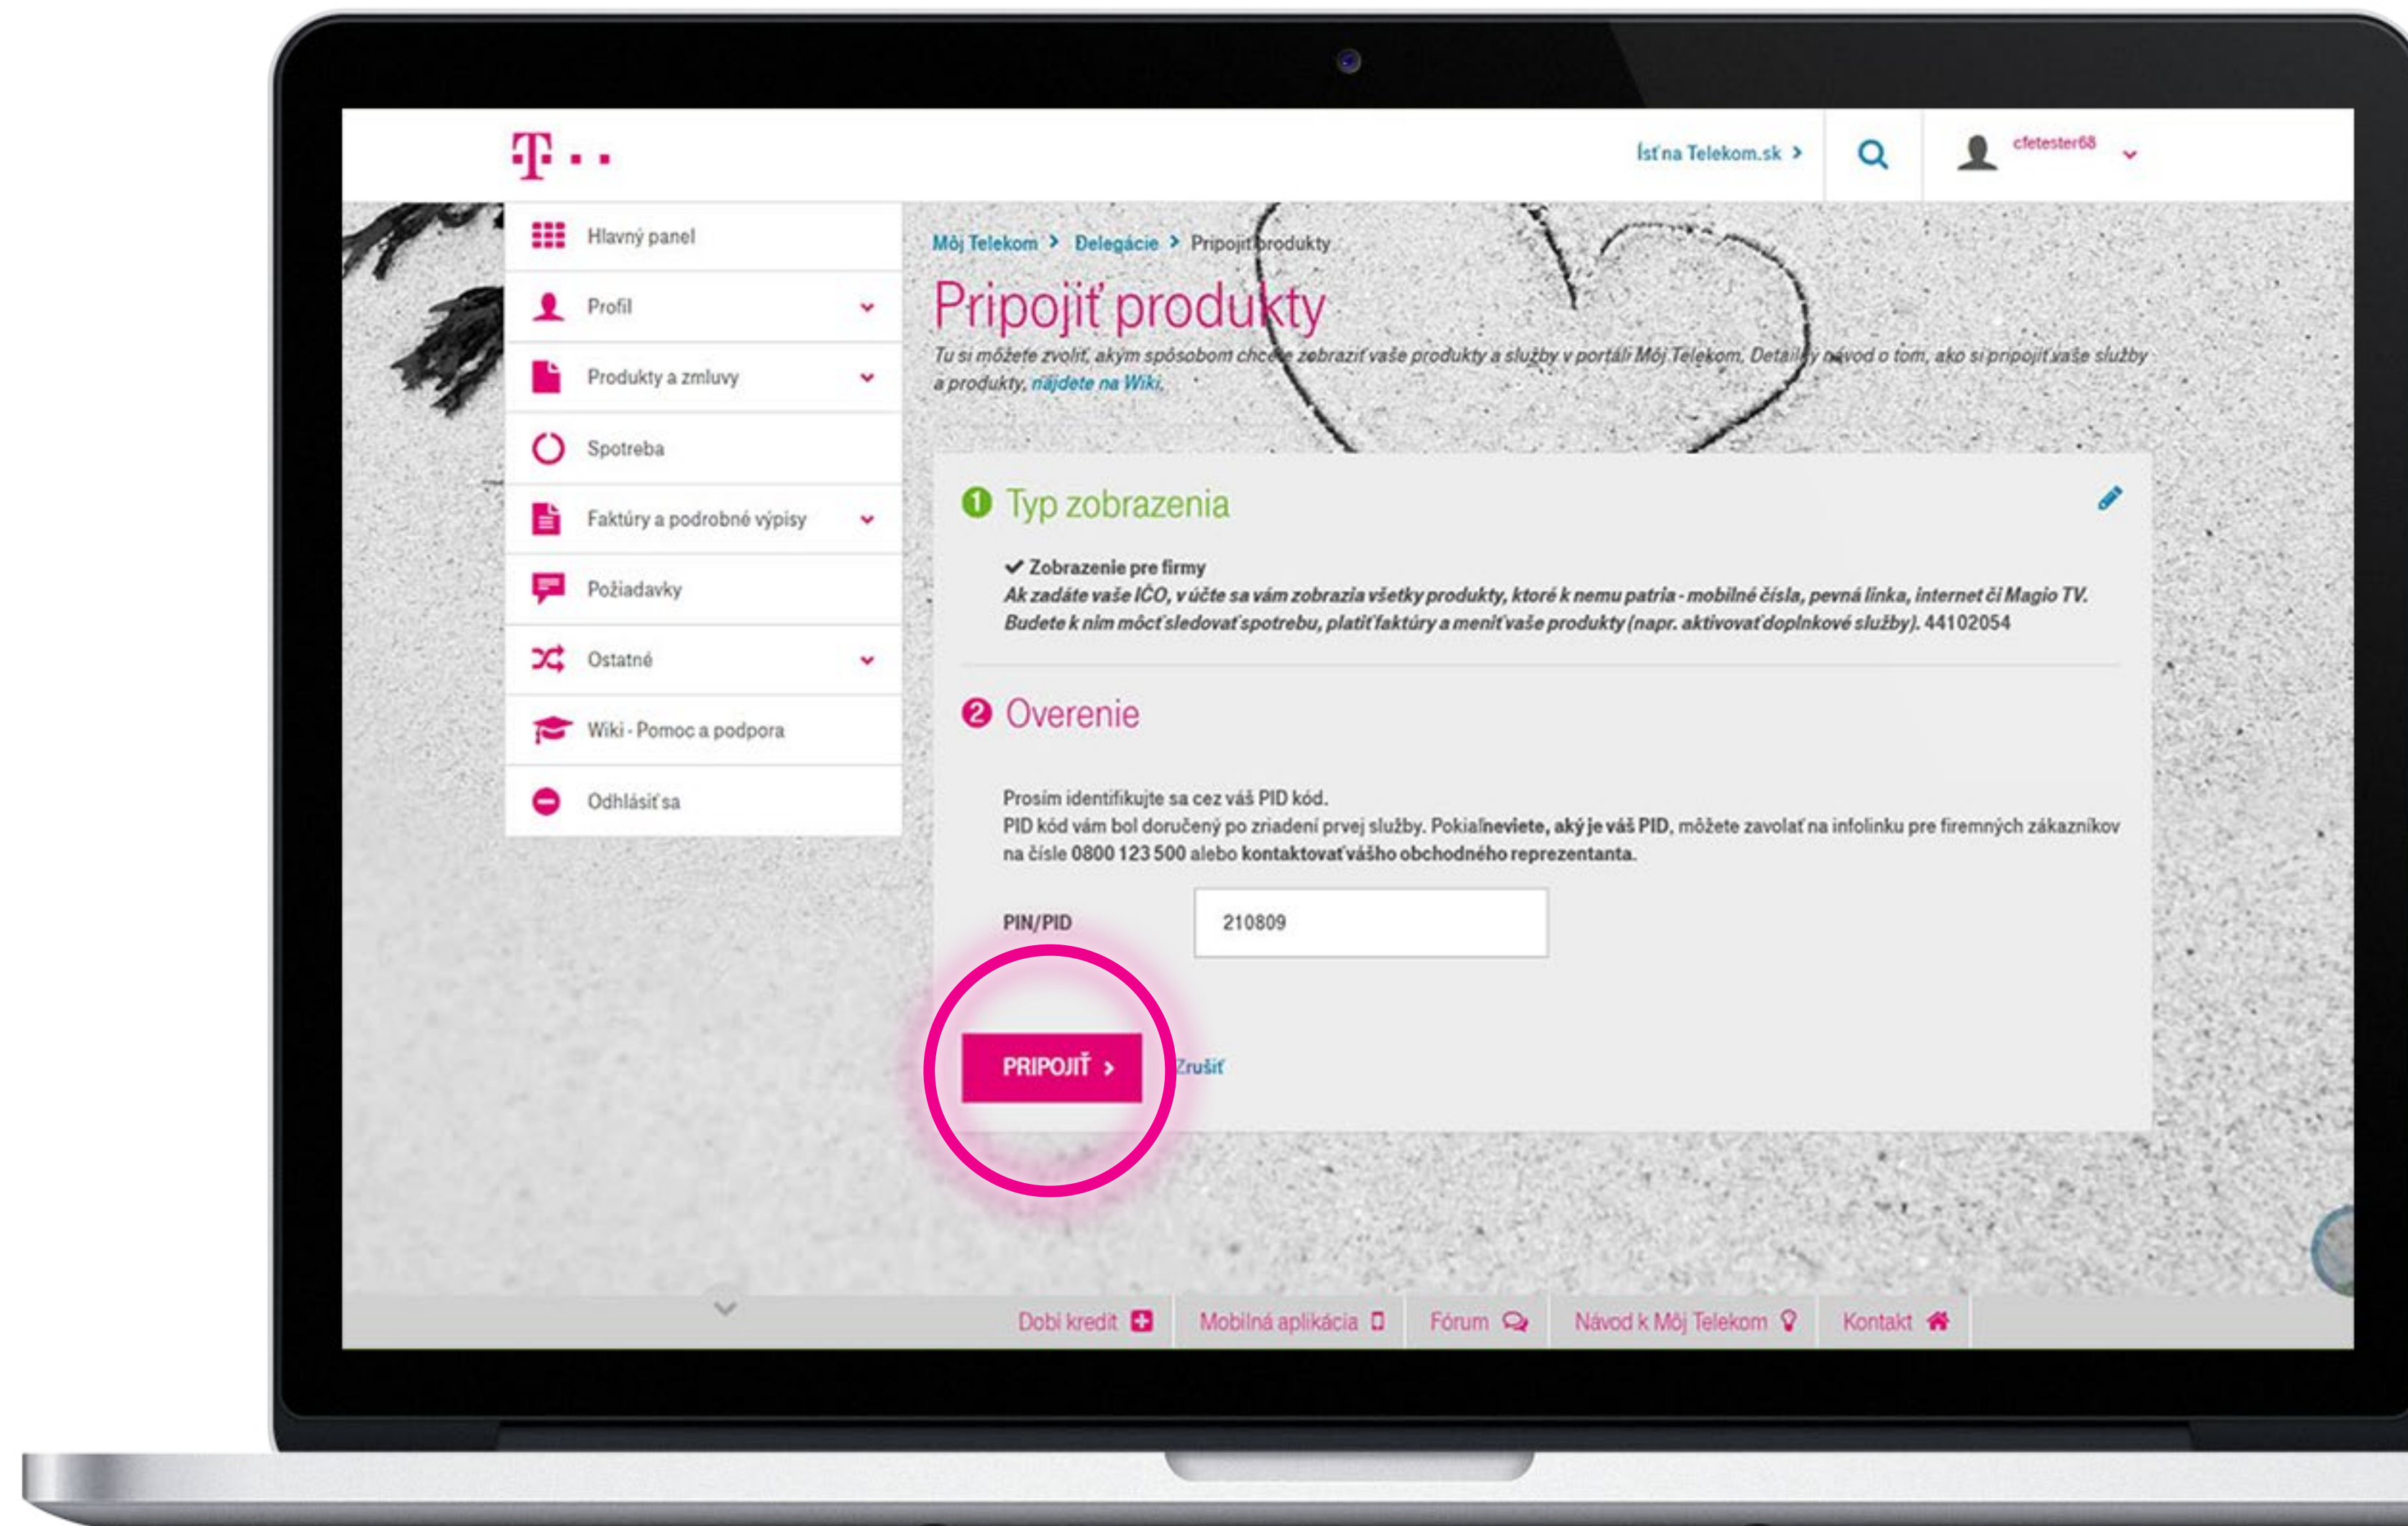 T
Ísť na Telekom.sk
cfetester68
Hlavný panel
Profil
Produkty a zmluvy
Spotreba
Faktúry a podrobné výpisy
Požiadavky
Ostatné
Wiki - Pomoc a podpora
Odhlásiť sa
Môj Telekom > Delegácie > Pripojiť produkty
Pripojiť produkty
Tu si môžete zvoliť, akým spôsobom chcete zobraziť vaše produkty a služby v portáli Môj Telekom. Detailný návod o tom, ako si pripojiť vaše služby
a produkty, nájdete na Wiki.
1 Typ zobrazenia
Zobrazenie pre firmy
Ak zadáte vaše IČO, v účte sa vám zobrazia všetky produkty, ktoré k nemu patria - mobilné čísla, pevná linka, internet či Magio TV.
Budete k nim môcť sledovať spotrebu, platiť faktúry a meniť vaše produkty (napr. aktivovať doplnkové služby). 44102054
2 Overenie
Prosím identifikujte sa cez váš PID kód.
PID kód vám bol doručený po zriadení prvej služby. Pokiaľ neviete, aký je váš PID, môžete zavolať na infolinku pre firemných zákazníkov
na čísle 0800 123 500 alebo kontaktovať vášho obchodného reprezentanta.
PIN/PID
210809
PRIPOJIŤ >
Zrušiť
Dobi kredit
Mobilná aplikácia
Fórum
Návod k Môj Telekom
Kontakt